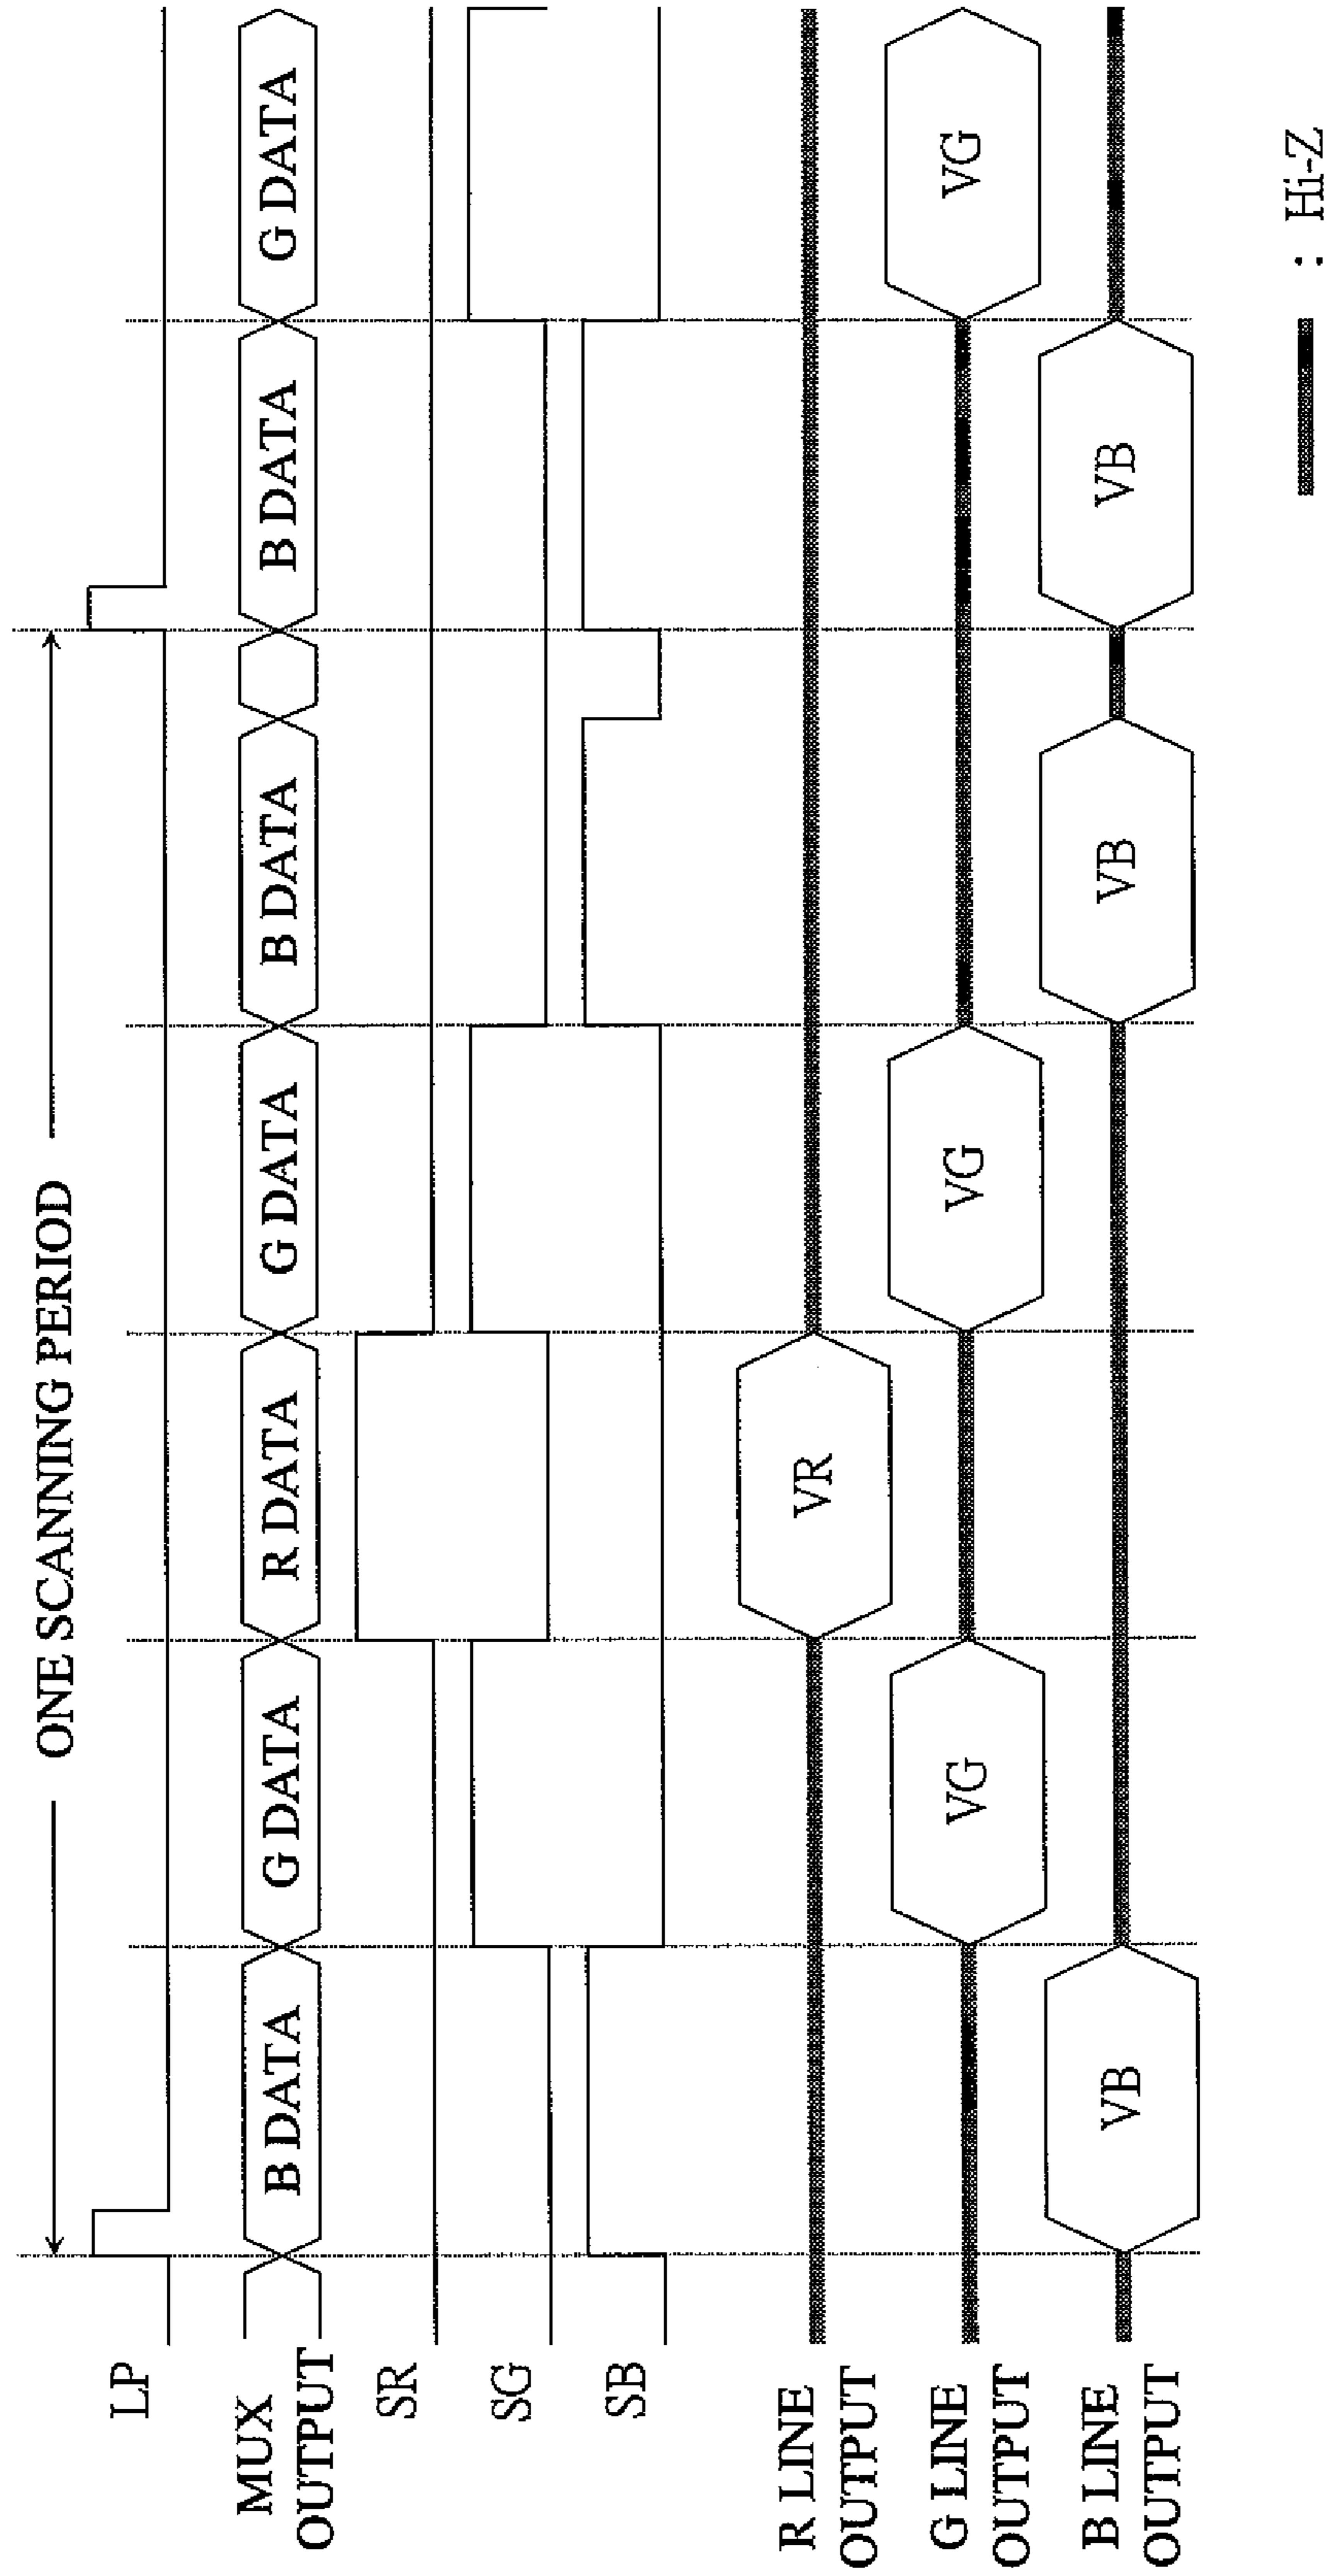 ONE SCANNING PERIOD
LP
MUX
OUTPUT
B DATA
G DATA
R DATA
G DATA
B DATA
B DATA
G DATA
SR
SG
SB
R LINE
OUTPUT
VR
G LINE
OUTPUT
VG
VG
VG
B LINE
OUTPUT
VB
VB
VB
: Hi-Z